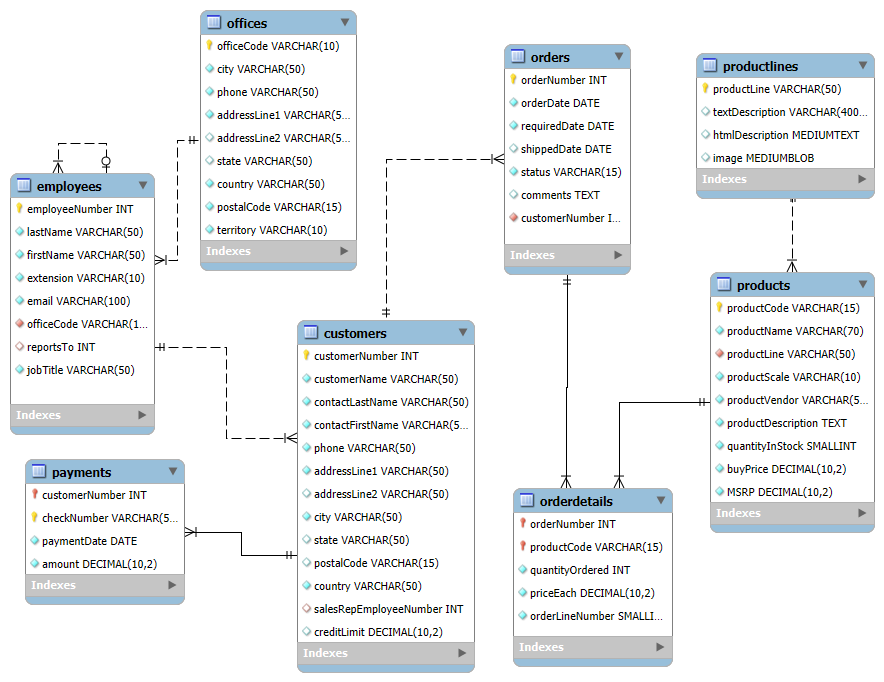 offices
officeCode VARCHAR(10)
city VARCHAR(50)
phone VARCHAR(50)
addressLine1 VARCHAR(5...
addressLine2 VARCHAR(5...
state VARCHAR(50)
country VARCHAR(50)
postalCode VARCHAR(15)
territory VARCHAR(10)
Indexes
employees
employeeNumber INT
lastName VARCHAR(50)
firstName VARCHAR(50)
extension VARCHAR(10)
email VARCHAR(100)
officeCode VARCHAR(1...
reportsTo INT
jobTitle VARCHAR(50)
Indexes
payments
customerNumber INT
checkNumber VARCHAR(5...
paymentDate DATE
amount DECIMAL(10,2)
Indexes
customers
customerNumber INT
customerName VARCHAR(50)
contactLastName VARCHAR(50)
contactFirstName VARCHAR(5...
phone VARCHAR(50)
addressLine1 VARCHAR(50)
addressLine2 VARCHAR(50)
city VARCHAR(50)
state VARCHAR(50)
postalCode VARCHAR(15)
country VARCHAR(50)
salesRepEmployeeNumber INT
creditLimit DECIMAL(10,2)
Indexes
orders
orderNumber INT
orderDate DATE
requiredDate DATE
shippedDate DATE
status VARCHAR(15)
comments TEXT
customerNumber I...
Indexes
orderdetails
orderNumber INT
productCode VARCHAR(15)
quantityOrdered INT
priceEach DECIMAL(10,2)
orderLineNumber SMALLI...
Indexes
productlines
productLine VARCHAR(50)
textDescription VARCHAR(400...
htmlDescription MEDIUMTEXT
image MEDIUMBLOB
Indexes
products
productCode VARCHAR(15)
productName VARCHAR(70)
productLine VARCHAR(50)
productScale VARCHAR(10)
productVendor VARCHAR(5...
productDescription TEXT
quantityInStock SMALLINT
buyPrice DECIMAL(10,2)
MSRP DECIMAL(10,2)
Indexes